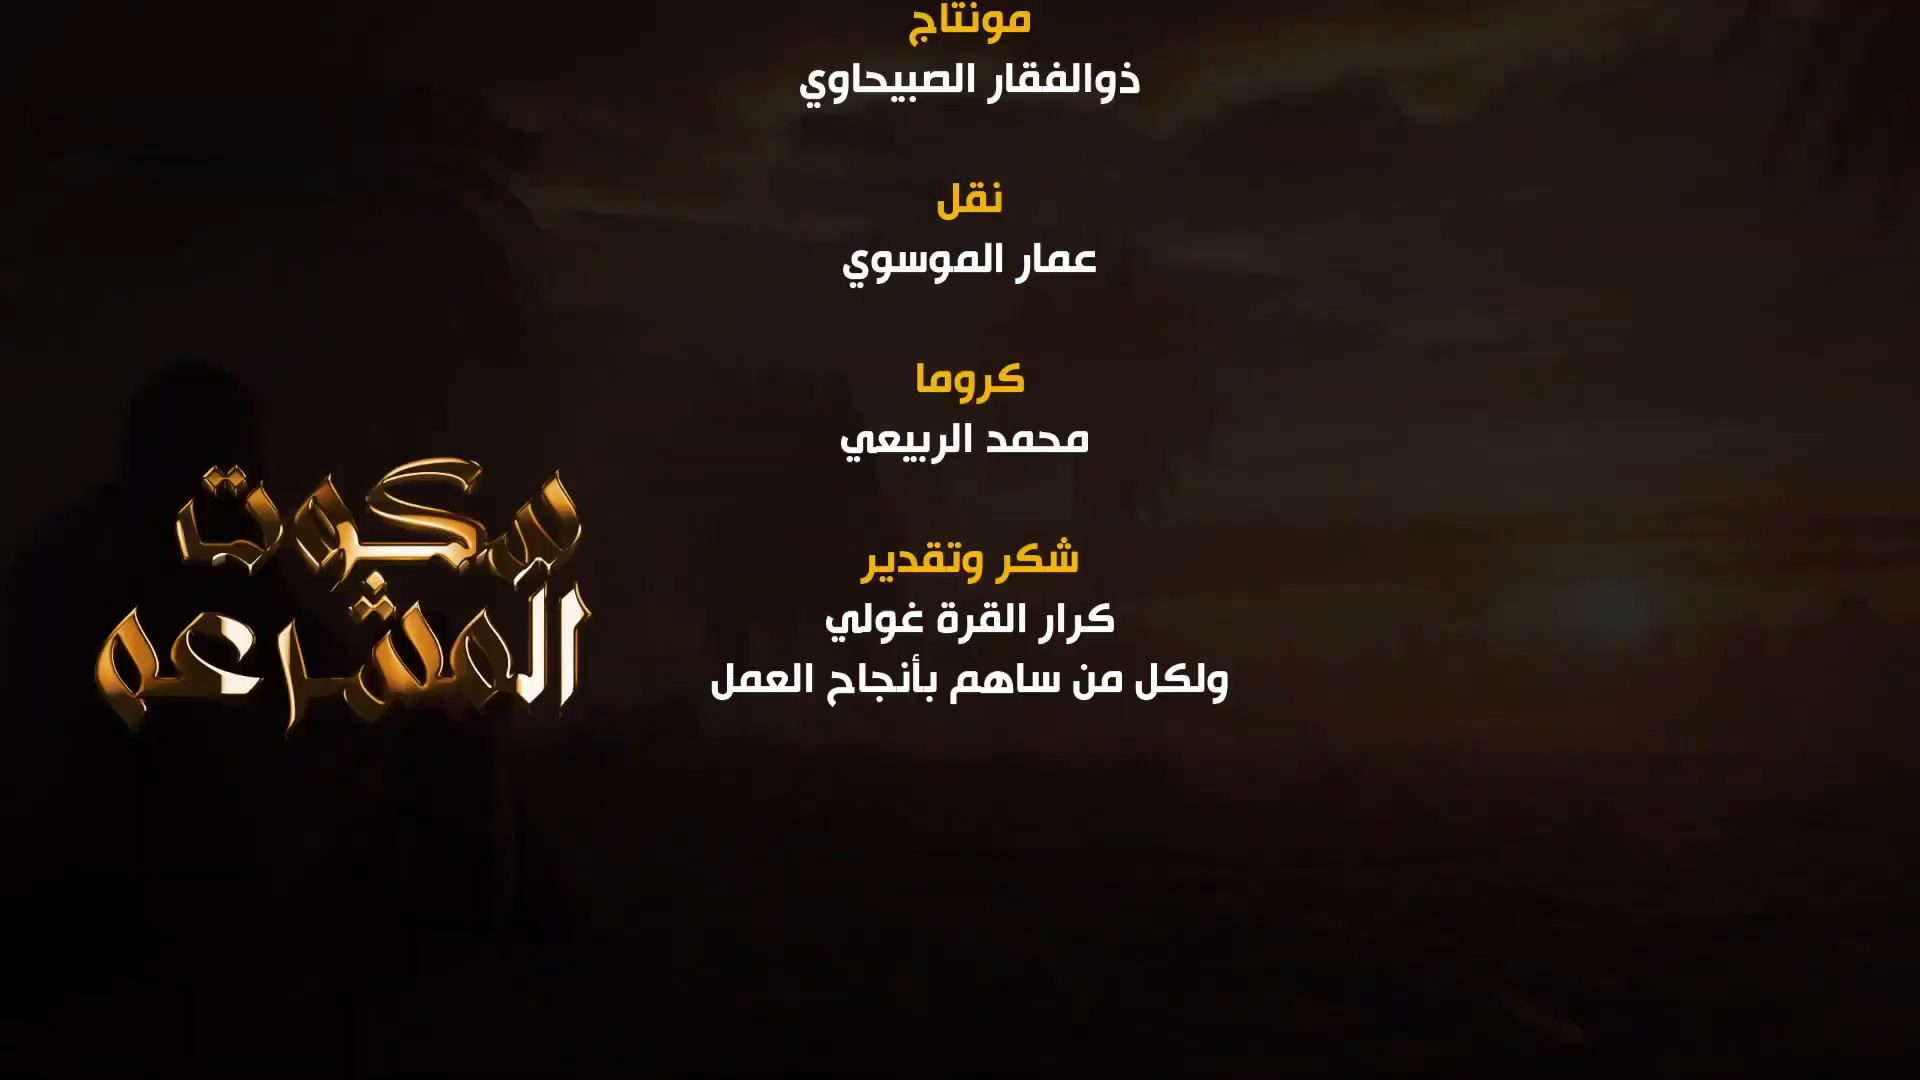 مونتاج
ذوالفقار الصبيحاوي
نقل
عمار الموسوي
كروما
محمد الربيعي
شكر وتقدير
كرار القرة غولي
ولكل من ساهم بأنجاح العمل
سكوت
المشرعه